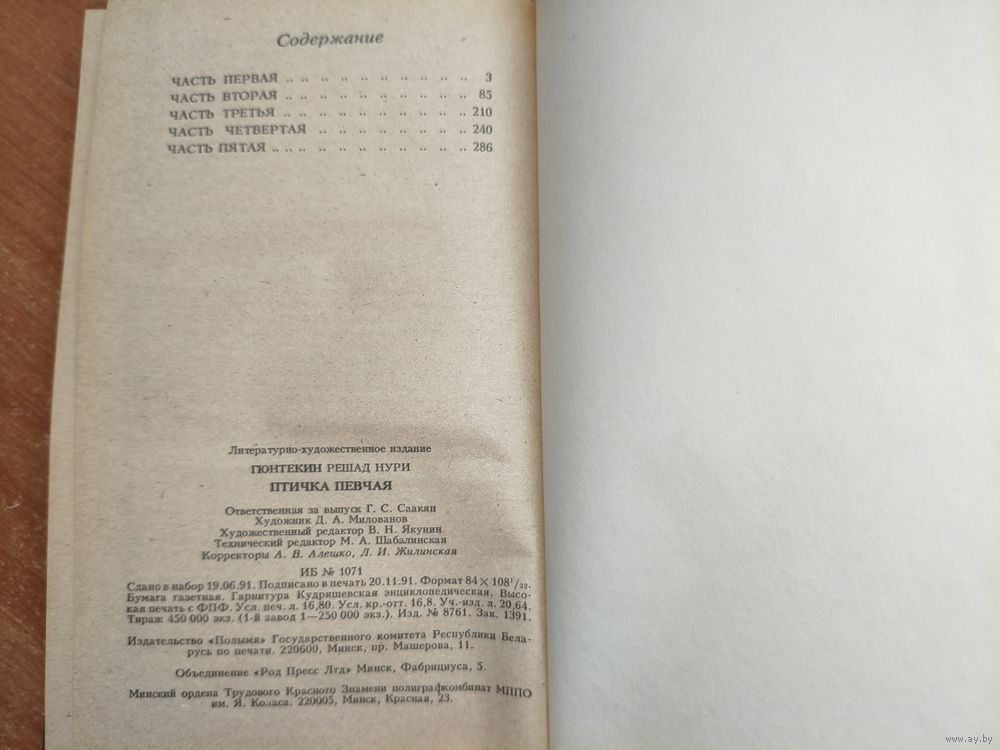 Содержание
ЧАСТЬ ПЕРВАЯ .. .. .. .. .. .. .. .. .. .. .. 3
ЧАСТЬ ВТОРАЯ .. .. .. .. .. .. .. .. .. .. .. 85
ЧАСТЬ ТРЕТЬЯ .. .. .. .. .. .. .. .. .. .. .. 210
ЧАСТЬ ЧЕТВЕРТАЯ .. .. .. .. .. .. .. .. .. 240
ЧАСТЬ ПЯТАЯ .. .. .. .. .. .. .. .. .. .. .. 286
Литературно-художественное издание
ГЮНТЕКИН РЕШАД НУРИ
ПТИЧКА ПЕВЧАЯ
Ответственная за выпуск Г. С. Саакян
Художник Д. А. Милованов
Художественный редактор В. Н. Якунин
Технический редактор М. А. Шабалинская
Корректоры А. В. Алешко, Л. И. Жилинская
ИБ № 1071
Сдано в набор 19.06.91. Подписано в печать 20.11.91. Формат 84 × 108¹/₃₂.
Бумага газетная. Гарнитура Кудряшевская энциклопедическая. Высо-
кая печать с ФПФ. Усл. печ. л. 16,80. Усл. кр.-отт. 16,8. Уч.-изд. л. 20,64.
Тираж 450 000 экз. (1-й завод 1—250 000 экз.). Изд. № 8761. Зак. 1391.
Издательство «Полымя» Государственного комитета Республики Бела-
русь по печати. 220600, Минск, пр. Машерова, 11.
Объединение «Род Пресс Лтд» Минск, Фабрициуса, 5.
Минский ордена Трудового Красного Знамени полиграфкомбинат МППО
им. Я. Коласа. 220005, Минск, Красная, 23.
www.ay.by